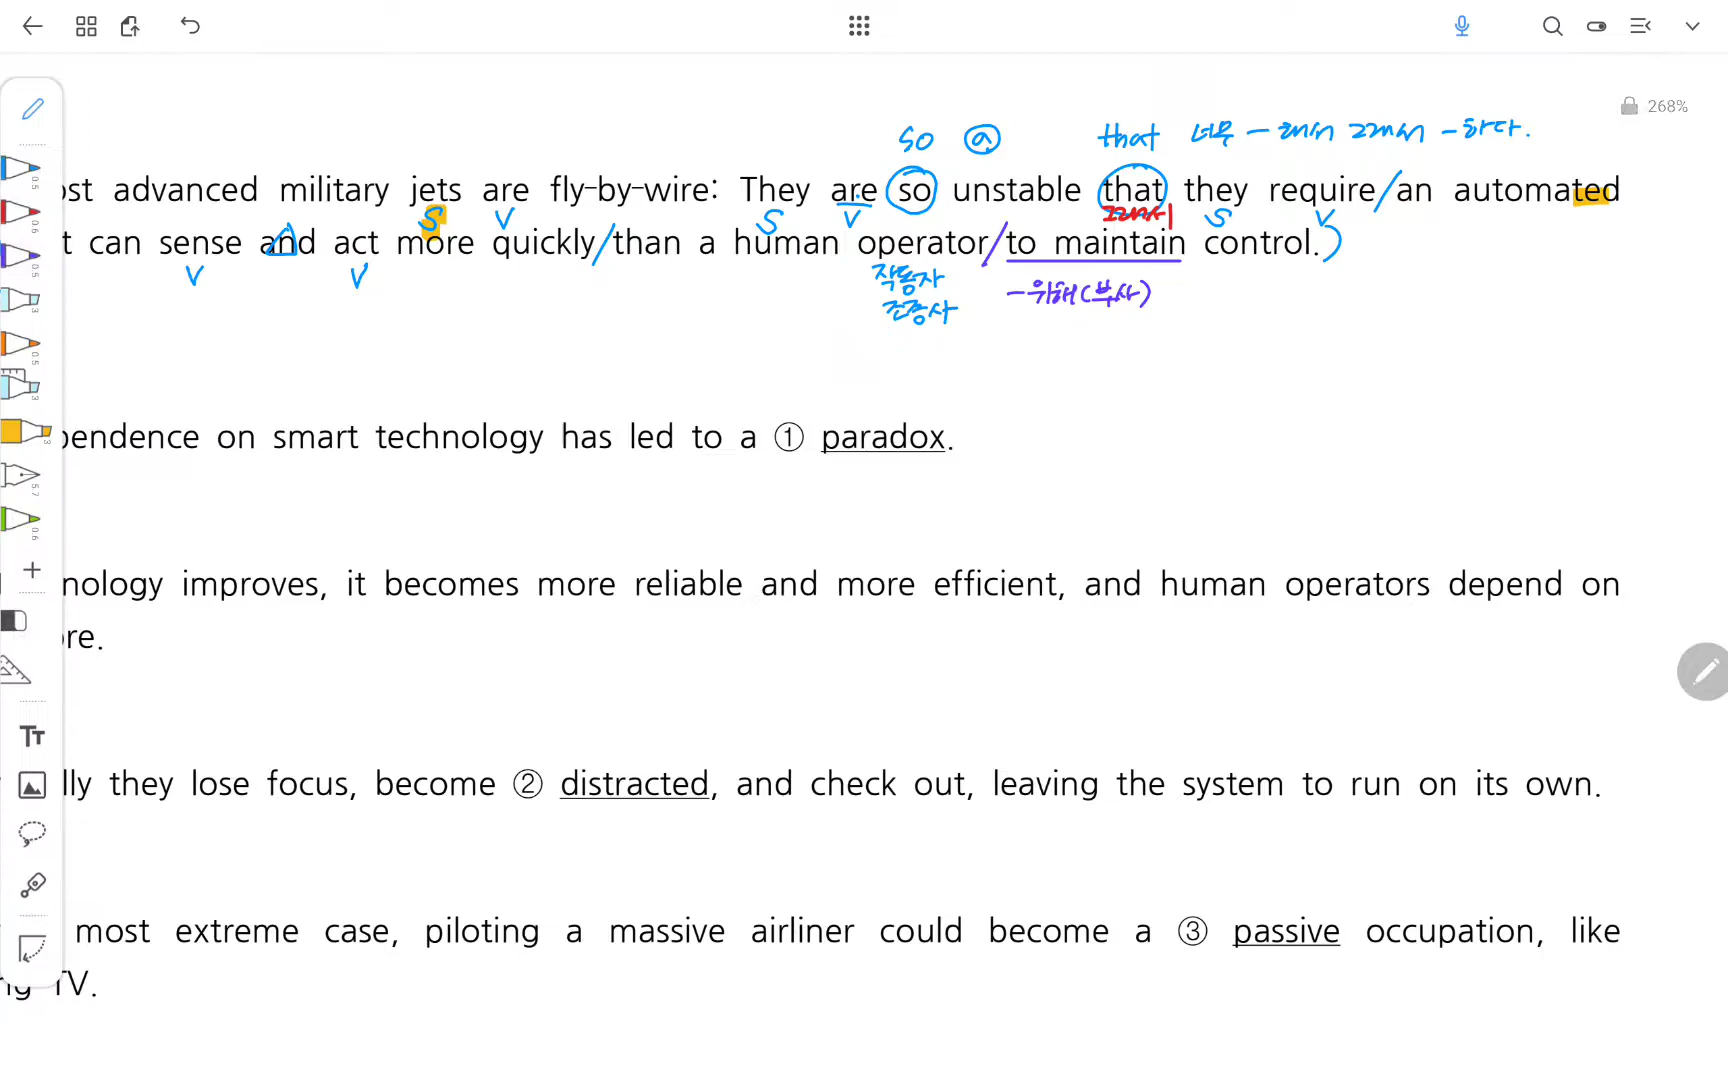 268%
so ⓐ that 너무 - 해서 그래서 -하다.
ost advanced military jets are fly-by-wire: They are so unstable that they require/an automated
S V S V 그래서 S V
t can sense and act more quickly/than a human operator/to maintain control.)
V V 작동자 -위해(부사)
조종사
pendence on smart technology has led to a ① paradox.
nology improves, it becomes more reliable and more efficient, and human operators depend on
re.
lly they lose focus, become ② distracted, and check out, leaving the system to run on its own.
most extreme case, piloting a massive airliner could become a ③ passive occupation, like
ng TV.